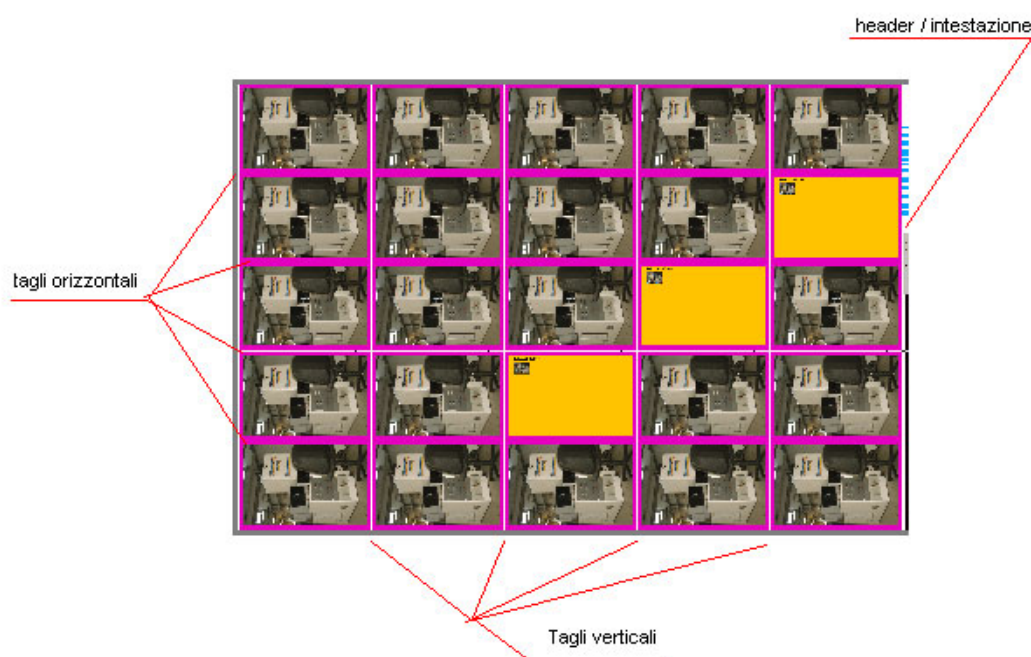 header / intestazione
tagli orizzontali
Tagli verticali